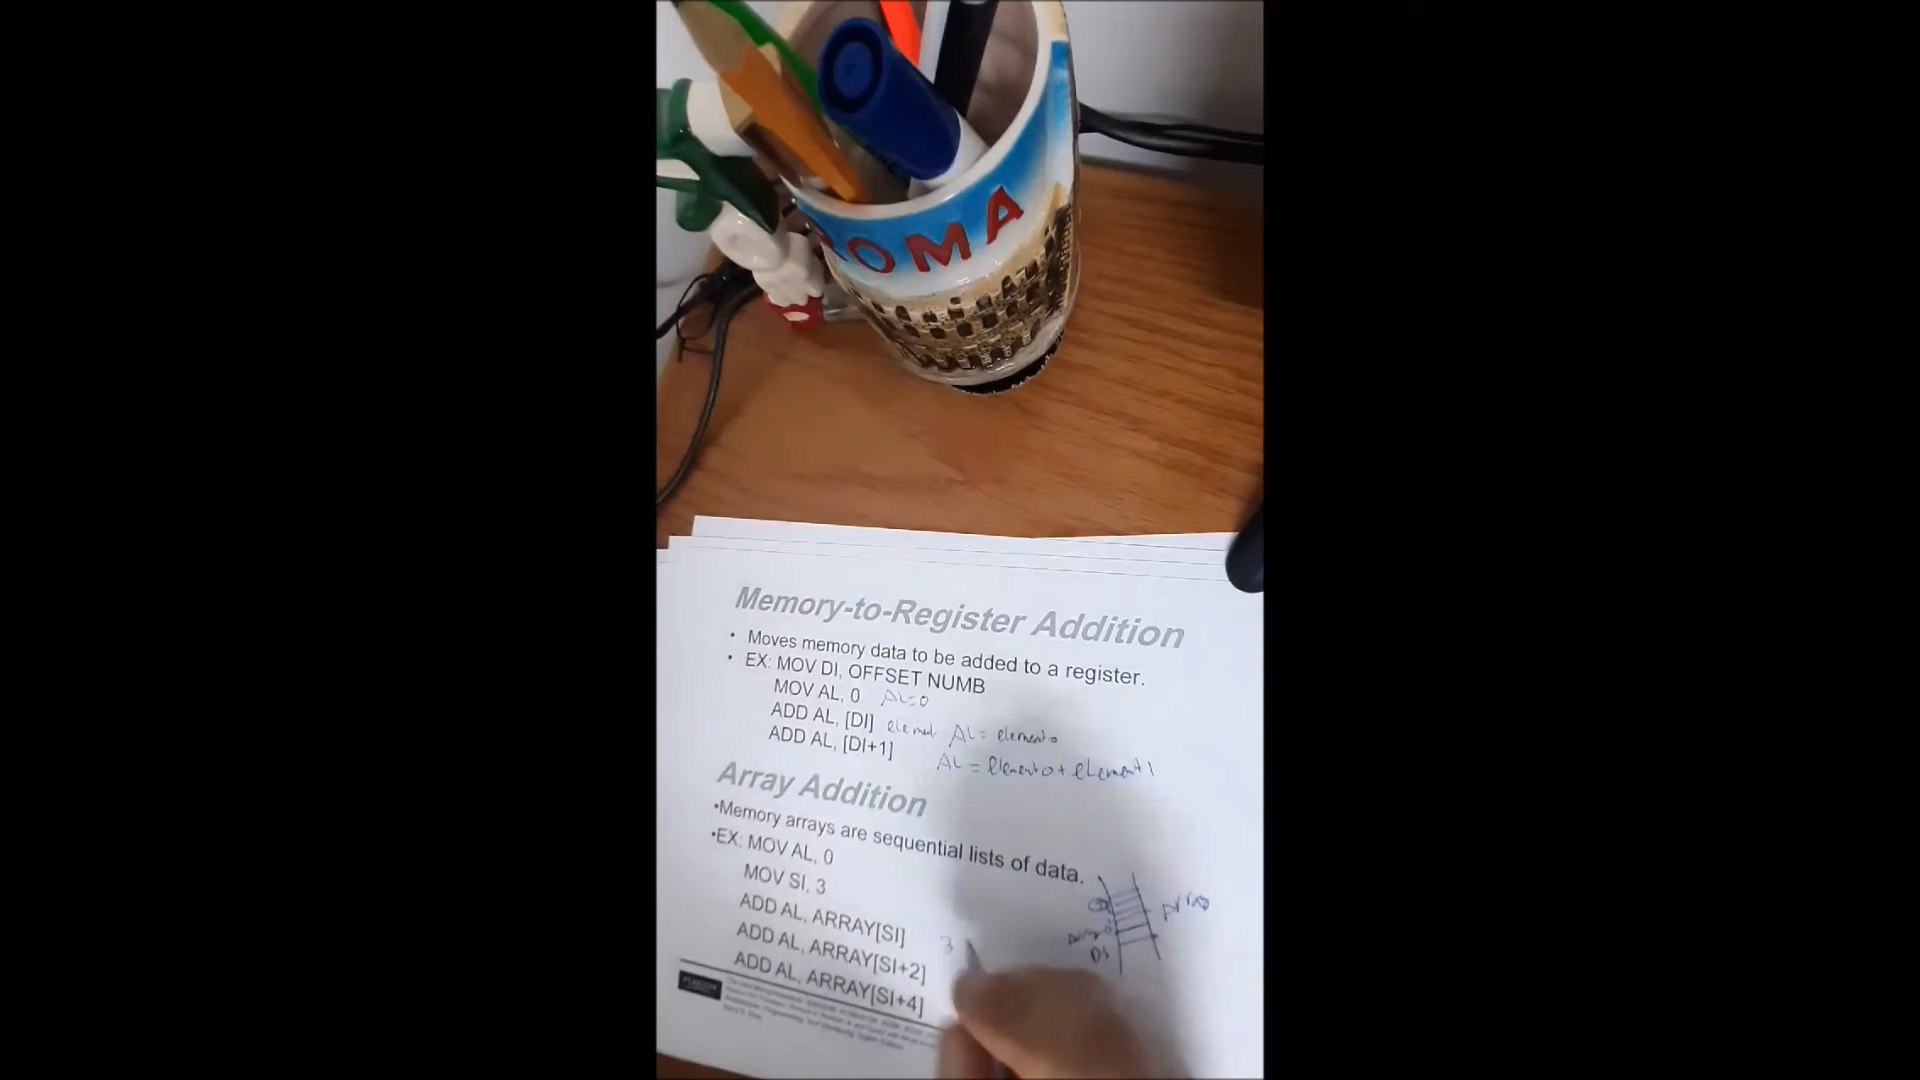 ROMA
Memory-to-Register Addition
• Moves memory data to be added to a register.
• EX: MOV DI, OFFSET NUMB
MOV AL, 0 AL=0
ADD AL, [DI] element AL = element0
ADD AL, [DI+1]
AL = element0 + element1
Array Addition
•Memory arrays are sequential lists of data.
•EX: MOV AL, 0
MOV SI, 3
ADD AL, ARRAY[SI]
ADD AL, ARRAY[SI+2] 3
ADD AL, ARRAY[SI+4]
DS
PEARSON